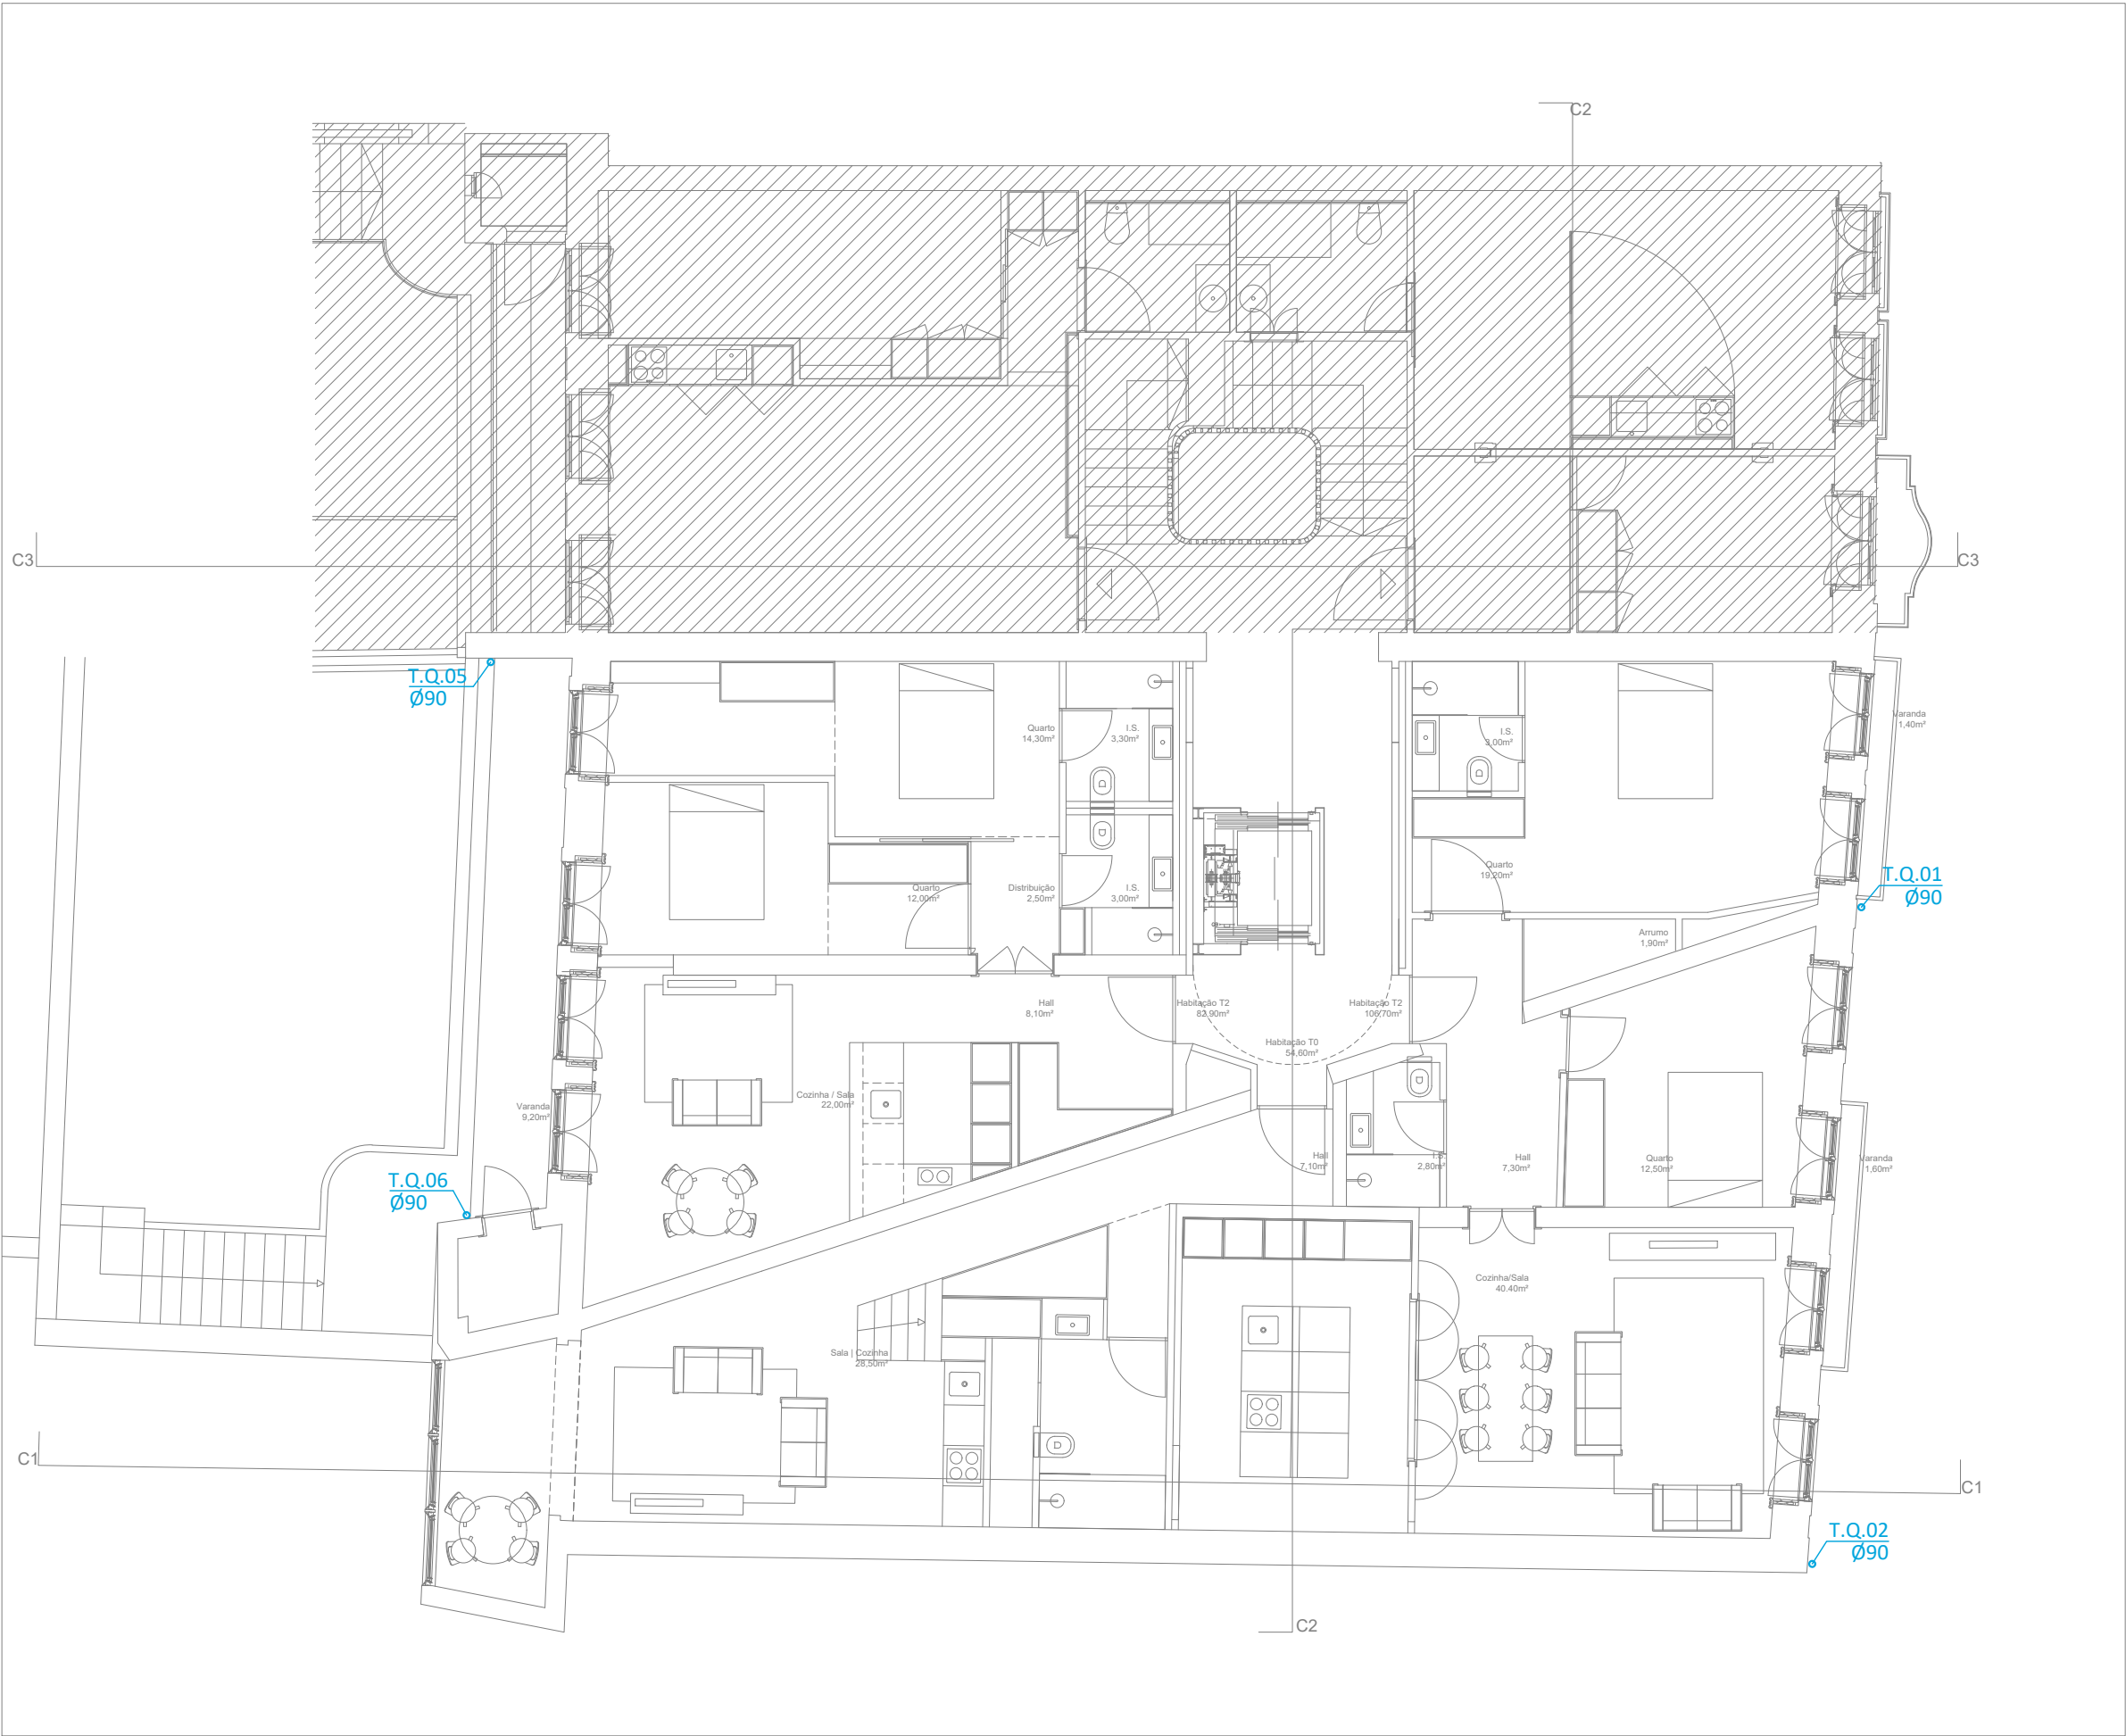 C2
C3
C3
T.Q.05
Ø90
Quarto
14,30m²
I.S.
3,30m²
I.S.
3,00m²
Varanda
1,40m²
Quarto
12,00m²
Distribuição
2,50m²
I.S.
3,00m²
Quarto
19,20m²
T.Q.01
Ø90
Arrumo
1,90m²
Hall
8,10m²
Habitação T2
82,90m²
Habitação T2
106,70m²
Habitação T0
54,60m²
Cozinha / Sala
22,00m²
Varanda
9,20m²
T.Q.06
Ø90
Hall
7,10m²
I.S.
2,80m²
Hall
7,30m²
Quarto
12,50m²
Varanda
1,60m²
Cozinha/Sala
40.40m²
Sala | Cozinha
28,50m²
C1
C1
T.Q.02
Ø90
C2